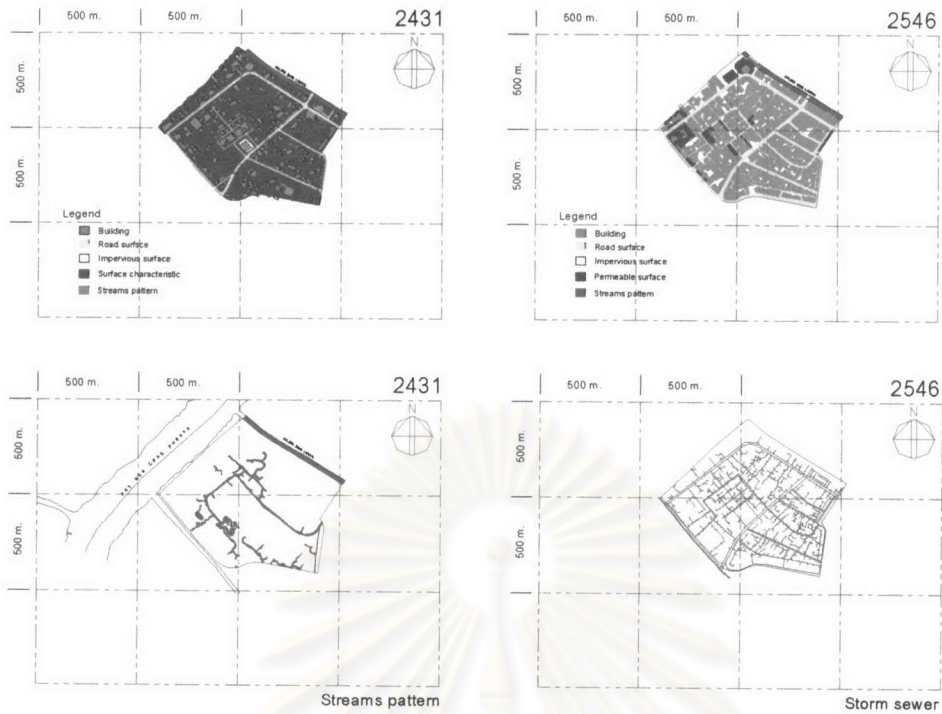 500 m.
500 m.
2431
N
500 m.
500 m.
Legend
Building
Road surfsce
Impervious surface
Surface characteristic
Streams pattern
500 m.
500 m.
2546
N
500 m.
500 m.
Legend
Building
Road surface
Impervious surface
Permeable surface
Streams pattern
500 m.
500 m.
2431
N
500 m.
500 m.
Streams pattern
500 m.
500 m.
2546
N
500 m.
500 m.
Storm sewer